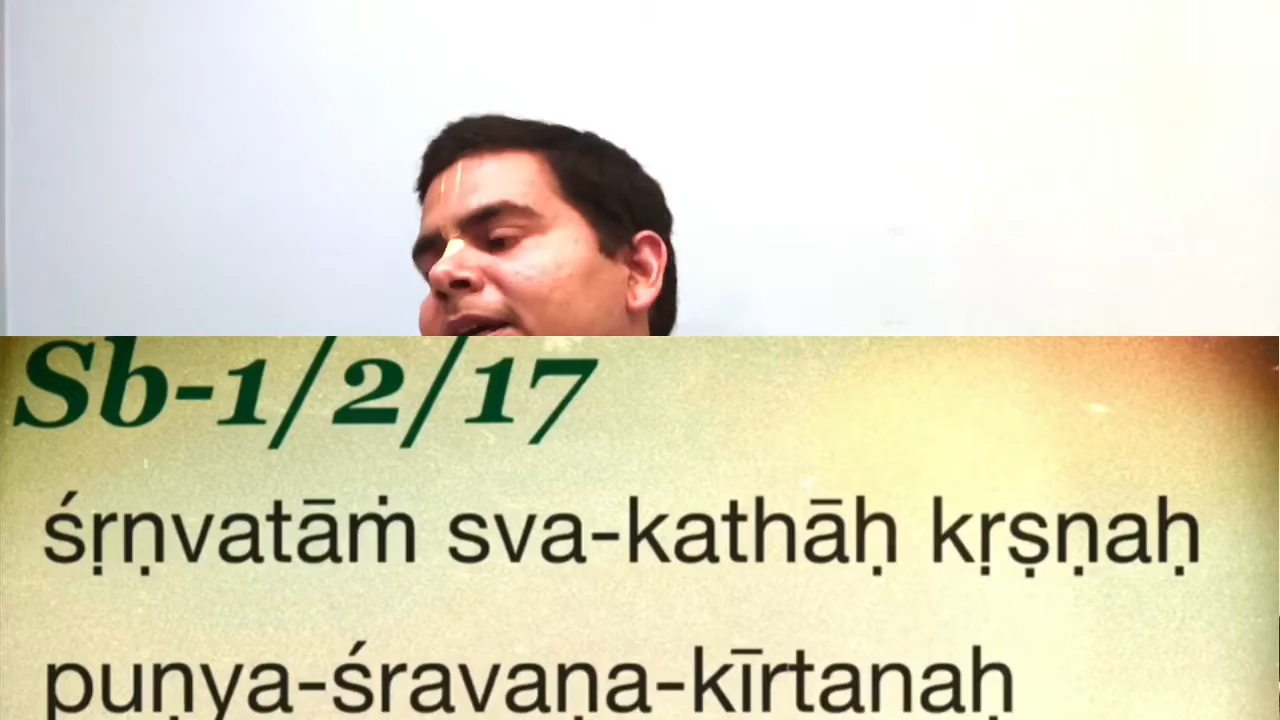 Sb-1/2/17
śṛṇvatāṁ sva-kathāḥ kṛṣṇaḥ
puṇya-śravaṇa-kīrtanaḥ